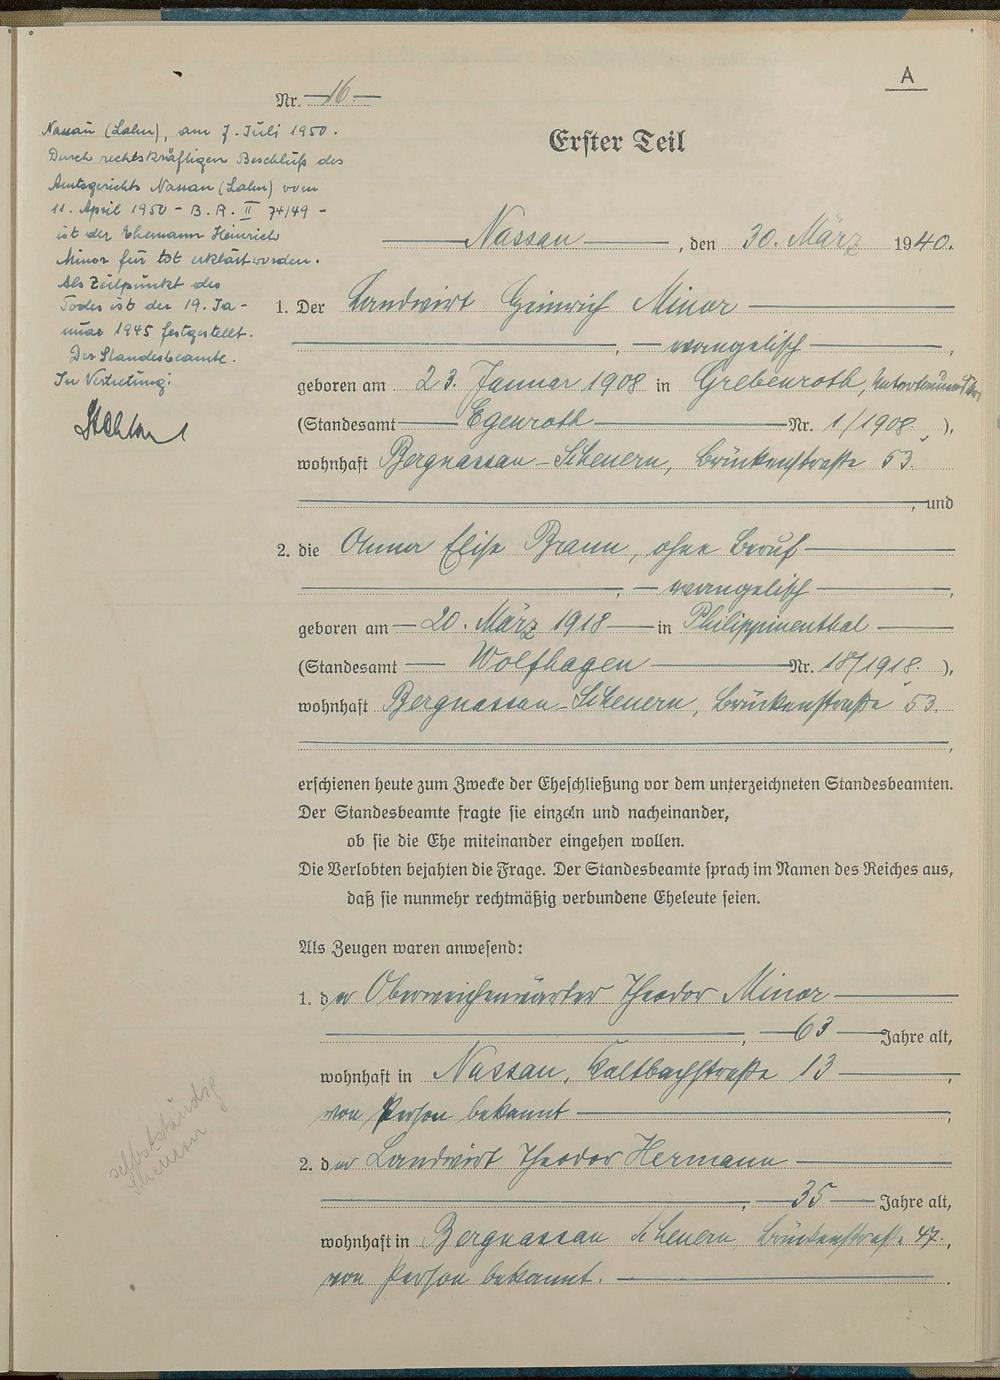 A
Nr. 16
Erster Teil
Nassau (Lahn), am 7. Juli 1950.
Durch rechtskräftigen Beschluß des
Amtsgerichts Nassau (Lahn) vom
11. April 1950 - B. R. II 74/49 -
ist der Ehemann Heinrich
Minor für tot erklärt worden.
Als Zeitpunkt des
Todes ist der 19. Ja-
nuar 1945 festgestellt.
Der Standesbeamte.
In Vertretung:
Nassau, den 30. März 1940.
1. Der Landwirt Heinrich Minor
, evangelisch,
geboren am 23. Januar 1908 in Grebenroth,
(Standesamt Egenroth Nr. 1/1908.),
wohnhaft Bergnassau-Scheuern, Brückenstraße 53.
, und
2. die Anna Elise Braun, ohne Beruf
, evangelisch,
geboren am 20. März 1918 in Philippinenthal
(Standesamt Wolfhagen Nr. 18/1918.),
wohnhaft Bergnassau-Scheuern, Brückenstraße 53.
,
erschienen heute zum Zwecke der Eheschließung vor dem unterzeichneten Standesbeamten.
Der Standesbeamte fragte sie einzeln und nacheinander,
ob sie die Ehe miteinander eingehen wollen.
Die Verlobten bejahten die Frage. Der Standesbeamte sprach im Namen des Reiches aus,
daß sie nunmehr rechtmäßig verbundene Eheleute seien.
Als Zeugen waren anwesend:
1. der Oberweichenwärter Theodor Minor
, 63 Jahre alt,
wohnhaft in Nassau, Kaltbachstraße 13,
von Person bekannt;
2. der Landwirt Theodor Hermann
, 35 Jahre alt,
wohnhaft in Bergnassau Scheuern, Brückenstraße 47.,
von Person bekannt.
selbstständig
Scheuern